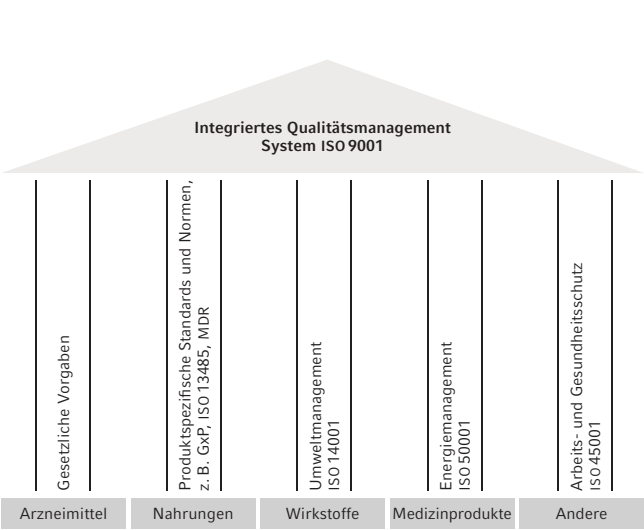 Integriertes Qualitätsmanagement
System ISO 9001
Gesetzliche Vorgaben
Produktspezifische Standards und Normen,
z. B. GxP, ISO 13485, MDR
Umweltmanagement
ISO 14001
Energiemanagement
ISO 50001
Arbeits- und Gesundheitsschutz
ISO 45001
Arzneimittel
Nahrungen
Wirkstoffe
Medizinprodukte
Andere